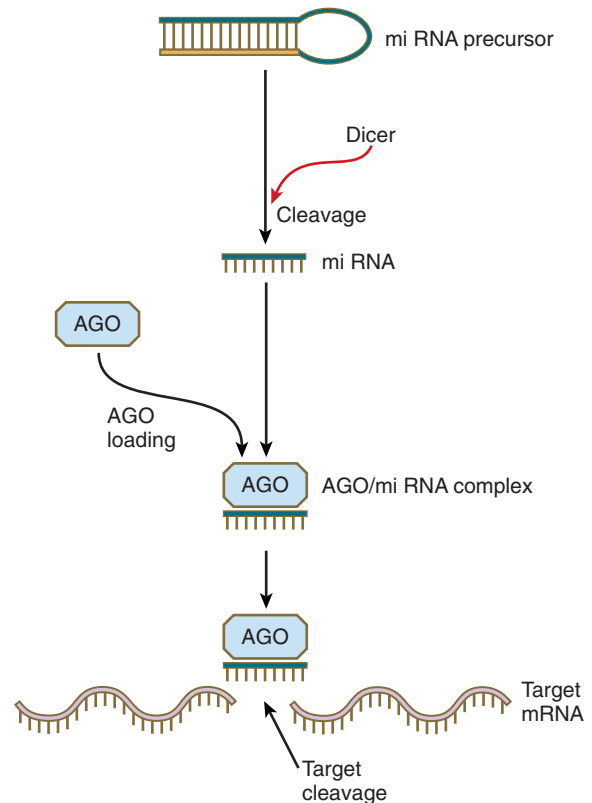 mi RNA precursor
Dicer
Cleavage
mi RNA
AGO
AGO
loading
AGO
AGO/mi RNA complex
AGO
Target
mRNA
Target
cleavage